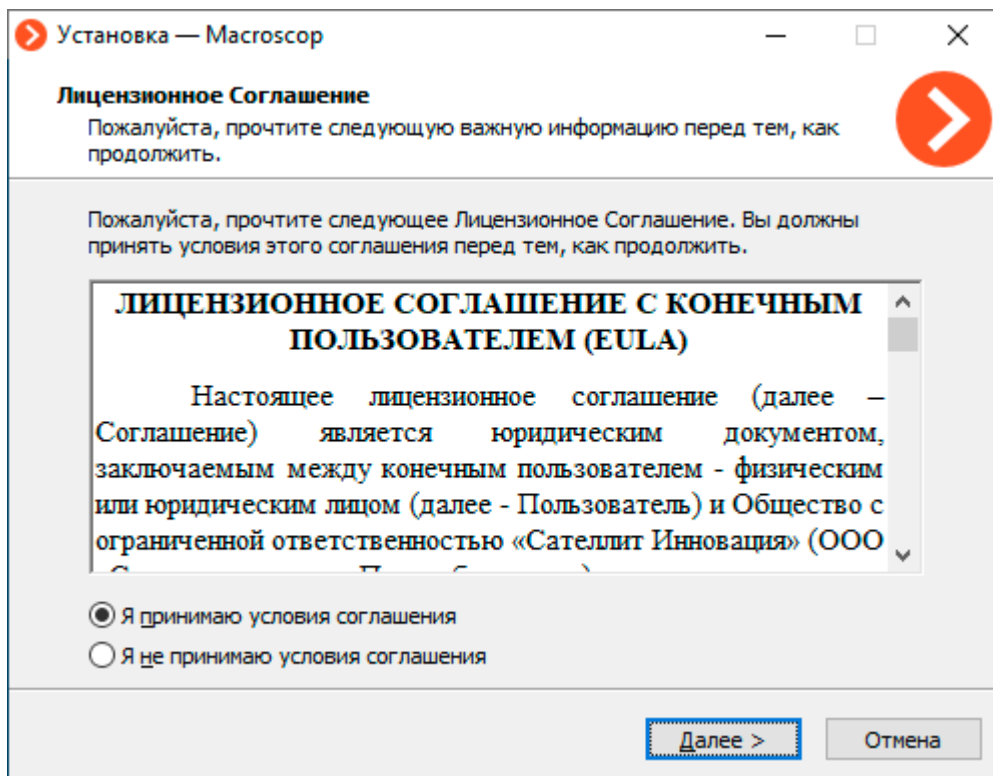 Установка — Macroscop
Лицензионное Соглашение
Пожалуйста, прочтите следующую важную информацию перед тем, как
продолжить.
Пожалуйста, прочтите следующее Лицензионное Соглашение. Вы должны
принять условия этого соглашения перед тем, как продолжить.
ЛИЦЕНЗИОННОЕ СОГЛАШЕНИЕ С КОНЕЧНЫМ
ПОЛЬЗОВАТЕЛЕМ (EULA)
Настоящее лицензионное соглашение (далее –
Соглашение) является юридическим документом,
заключаемым между конечным пользователем - физическим
или юридическим лицом (далее - Пользователь) и Общество с
ограниченной ответственностью «Сателлит Инновация» (ООО
Я принимаю условия соглашения
Я не принимаю условия соглашения
Далее >
Отмена